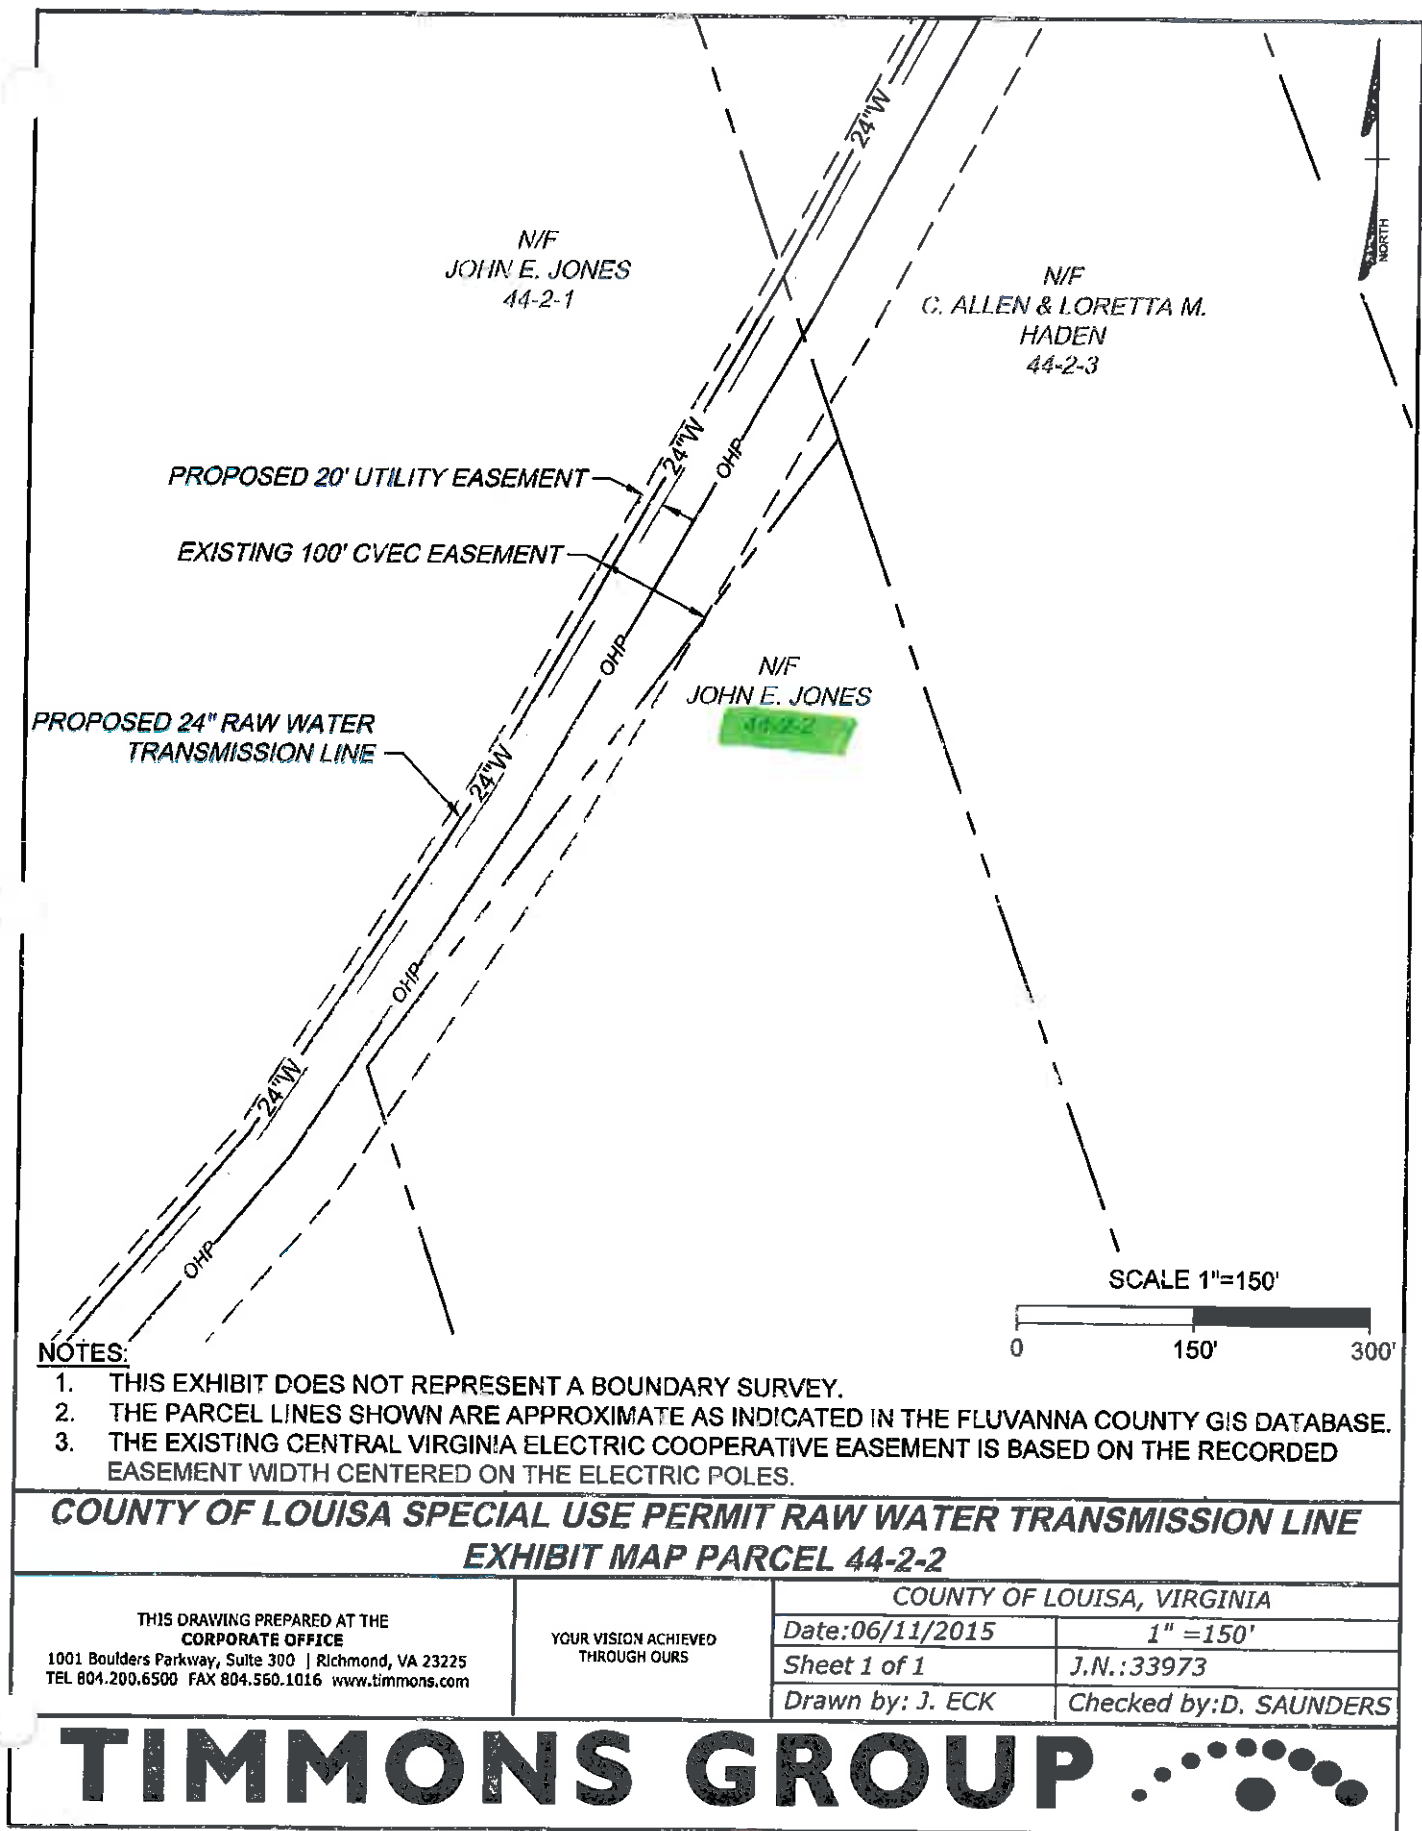 24"W
N/F
JOHN E. JONES
44-2-1
N/F
C. ALLEN & LORETTA M.
HADEN
44-2-3
NORTH
24"W
OHP
PROPOSED 20' UTILITY EASEMENT
EXISTING 100' CVEC EASEMENT
OHP
N/F
JOHN E. JONES
44-2-2
PROPOSED 24" RAW WATER
TRANSMISSION LINE
24"W
OHP
24"W
OHP
SCALE 1"=150'
0 150' 300'
NOTES:
1. THIS EXHIBIT DOES NOT REPRESENT A BOUNDARY SURVEY.
2. THE PARCEL LINES SHOWN ARE APPROXIMATE AS INDICATED IN THE FLUVANNA COUNTY GIS DATABASE.
3. THE EXISTING CENTRAL VIRGINIA ELECTRIC COOPERATIVE EASEMENT IS BASED ON THE RECORDED
EASEMENT WIDTH CENTERED ON THE ELECTRIC POLES.
COUNTY OF LOUISA SPECIAL USE PERMIT RAW WATER TRANSMISSION LINE
EXHIBIT MAP PARCEL 44-2-2
THIS DRAWING PREPARED AT THE
CORPORATE OFFICE
1001 Boulders Parkway, Suite 300 | Richmond, VA 23225
TEL 804.200.6500 FAX 804.560.1016 www.timmons.com
YOUR VISION ACHIEVED
THROUGH OURS
COUNTY OF LOUISA, VIRGINIA
Date:06/11/2015 1" =150'
Sheet 1 of 1 J.N.:33973
Drawn by: J. ECK Checked by:D. SAUNDERS
TIMMONS GROUP